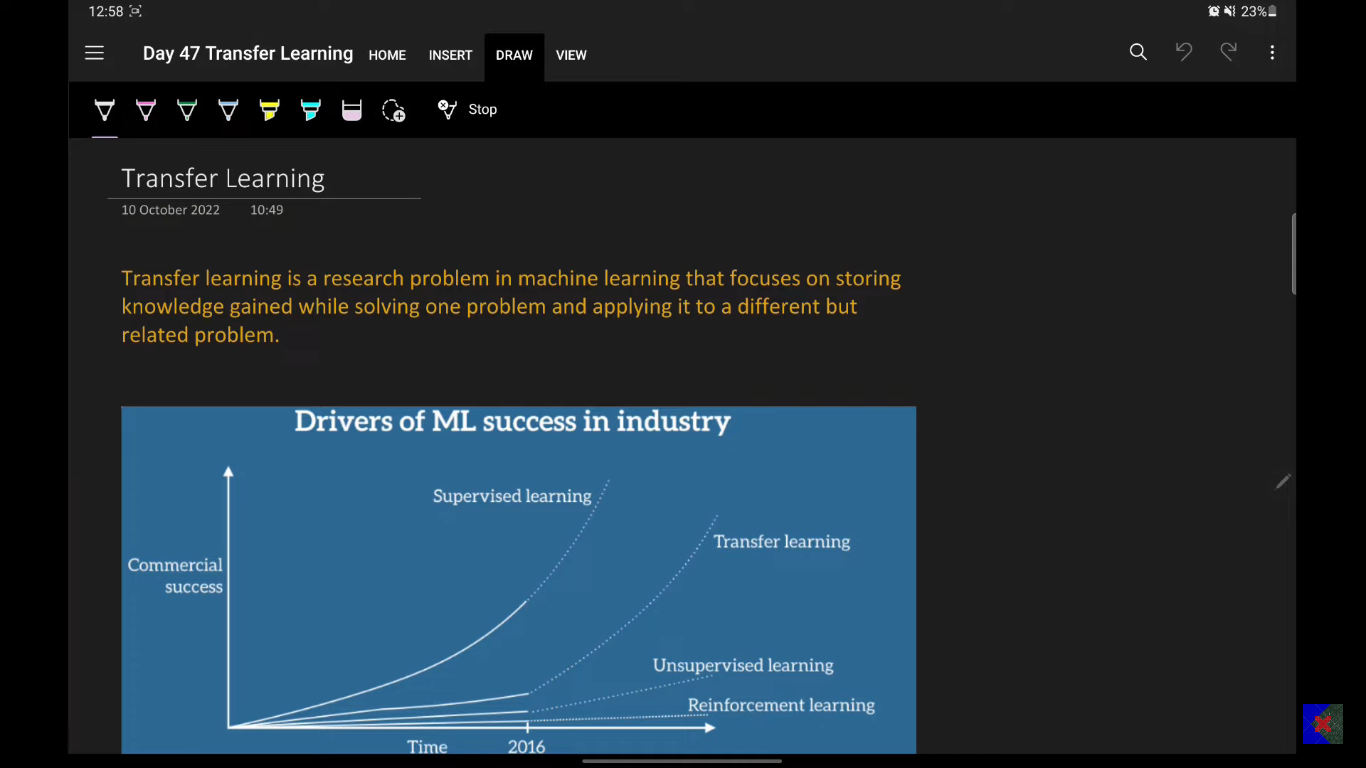 12:58
23%
Day 47 Transfer Learning HOME INSERT DRAW VIEW
Stop
Transfer Learning
10 October 2022 10:49
Transfer learning is a research problem in machine learning that focuses on storing
knowledge gained while solving one problem and applying it to a different but
related problem.
Drivers of ML success in industry
Supervised learning
Transfer learning
Commercial
success
Unsupervised learning
Reinforcement learning
Time 2016